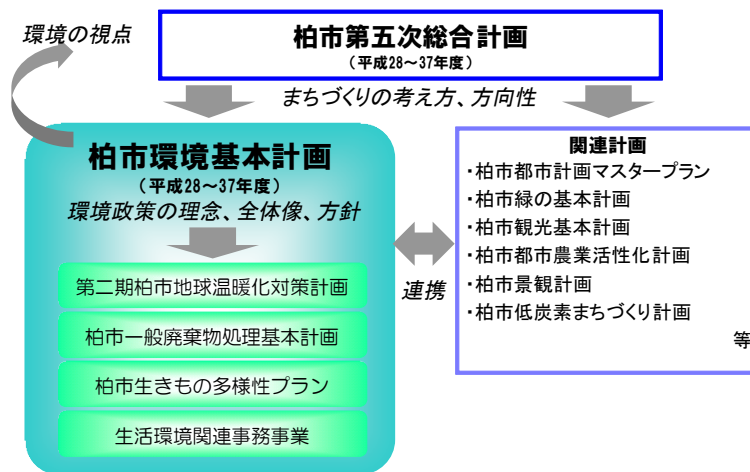 環境の視点
柏市第五次総合計画
(平成28～37年度)
まちづくりの考え方、方向性
柏市環境基本計画
(平成28～37年度)
環境政策の理念、全体像、方針
第二期柏市地球温暖化対策計画
柏市一般廃棄物処理基本計画
柏市生きもの多様性プラン
生活環境関連事務事業
連携
関連計画
・柏市都市計画マスタープラン
・柏市緑の基本計画
・柏市観光基本計画
・柏市都市農業活性化計画
・柏市景観計画
・柏市低炭素まちづくり計画
等